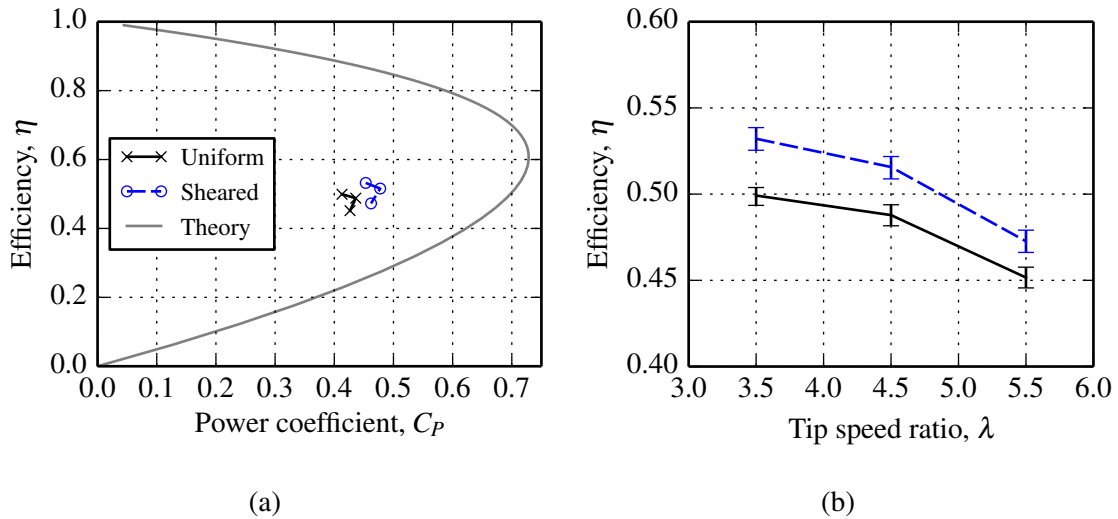 1.0
0.8
0.6
0.4
0.2
0.0
Efficiency, η
Uniform
Sheared
Theory
0.0 0.1 0.2 0.3 0.4 0.5 0.6 0.7
Power coefficient, C_P
(a)
0.60
0.55
0.50
0.45
0.40
Efficiency, η
3.0 3.5 4.0 4.5 5.0 5.5 6.0
Tip speed ratio, λ
(b)